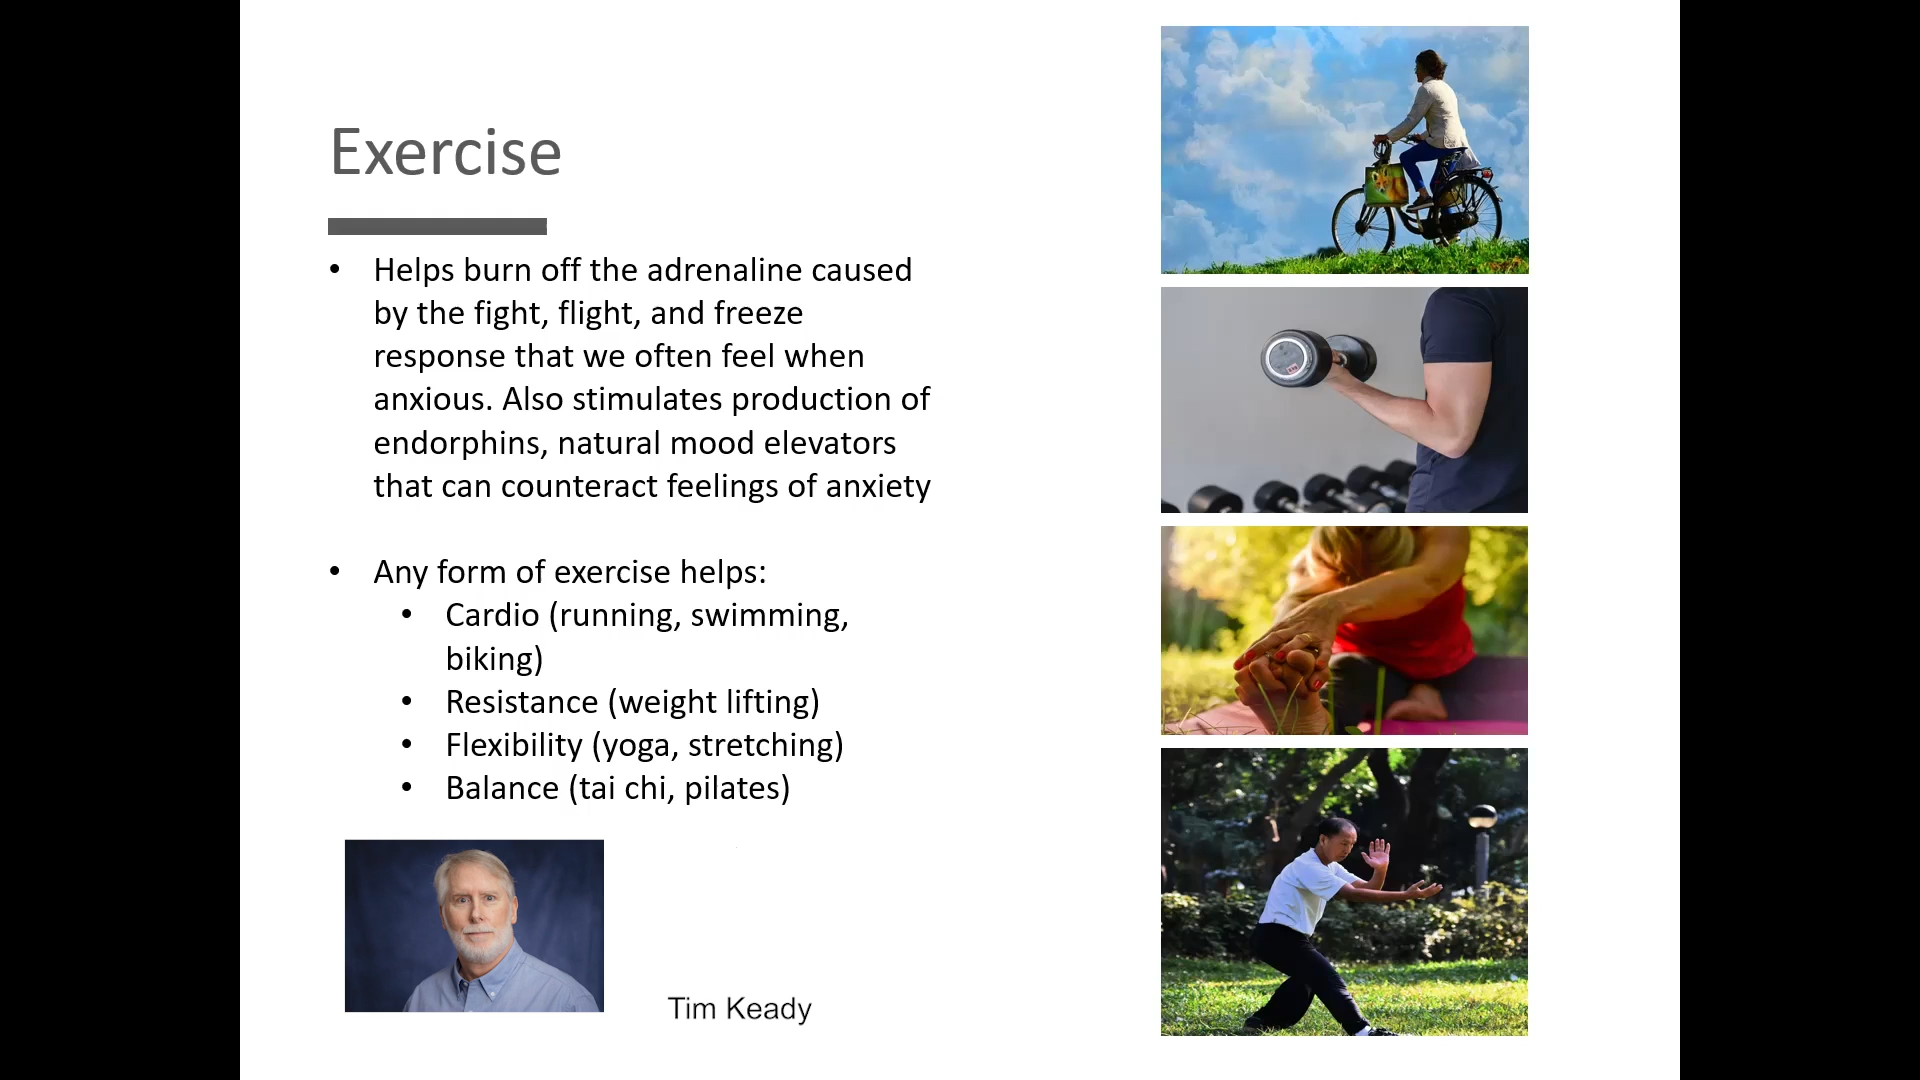 Exercise
• Helps burn off the adrenaline caused
by the fight, flight, and freeze
response that we often feel when
anxious. Also stimulates production of
endorphins, natural mood elevators
that can counteract feelings of anxiety
• Any form of exercise helps:
• Cardio (running, swimming,
biking)
• Resistance (weight lifting)
• Flexibility (yoga, stretching)
• Balance (tai chi, pilates)
Tim Keady